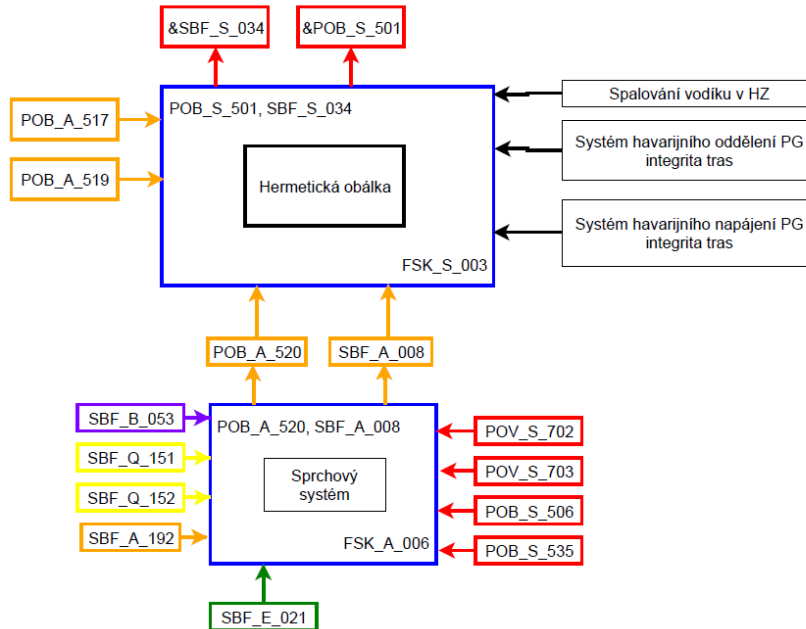 &SBF_S_034
&POB_S_501
POB_S_501, SBF_S_034
Spalování vodíku v HZ
POB_A_517
Systém havarijního oddělení PG
integrita tras
POB_A_519
Hermetická obálka
Systém havarijního napájení PG
integrita tras
FSK_S_003
POB_A_520
SBF_A_008
SBF_B_053
POB_A_520, SBF_A_008
POV_S_702
SBF_Q_151
Sprchový
systém
POV_S_703
SBF_Q_152
POB_S_506
SBF_A_192
FSK_A_006
POB_S_535
SBF_E_021